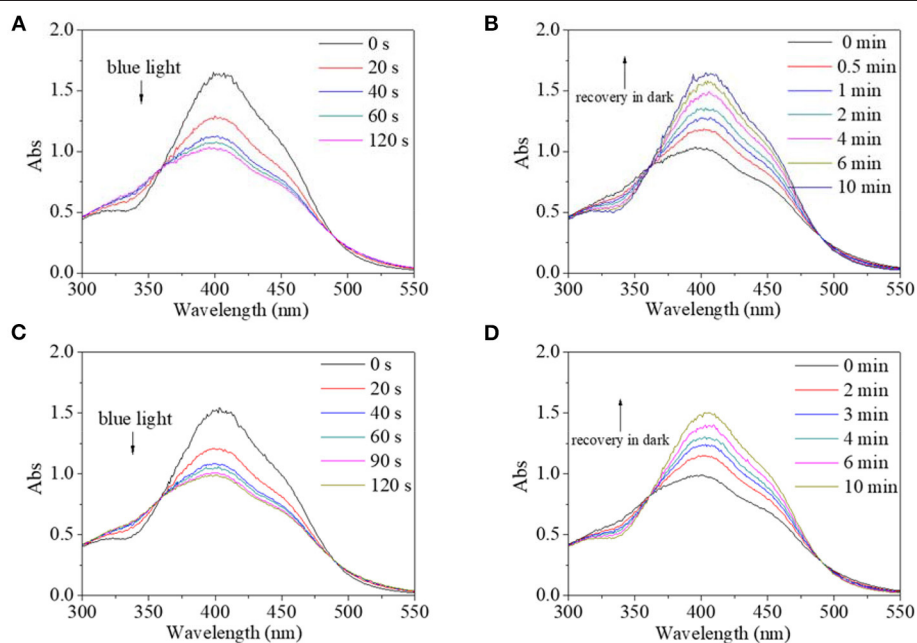 A
2.0
1.5
1.0
0.5
0.0
Abs
blue light
0 s
20 s
40 s
60 s
120 s
300 350 400 450 500 550
Wavelength (nm)
B
2.0
1.5
1.0
0.5
0.0
Abs
recovery in dark
0 min
0.5 min
1 min
2 min
4 min
6 min
10 min
300 350 400 450 500 550
Wavelength (nm)
C
2.0
1.5
1.0
0.5
0.0
Abs
blue light
0 s
20 s
40 s
60 s
90 s
120 s
300 350 400 450 500 550
Wavelength (nm)
D
2.0
1.5
1.0
0.5
0.0
Abs
recovery in dark
0 min
2 min
3 min
4 min
6 min
10 min
300 350 400 450 500 550
Wavelength (nm)